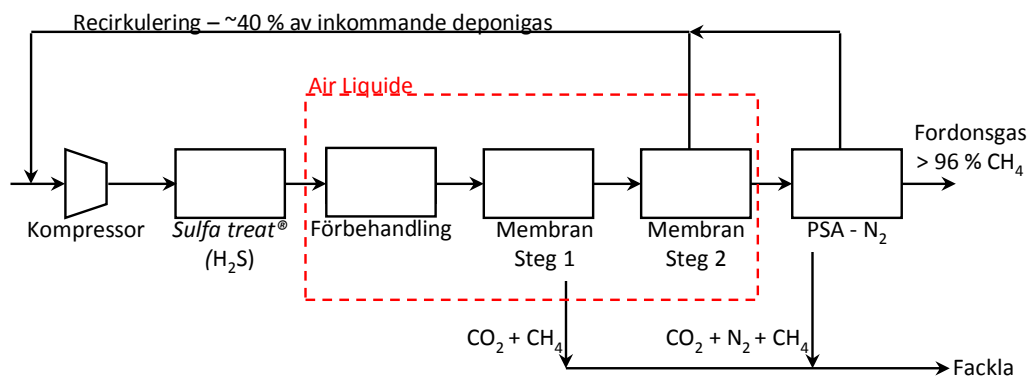 Recirkulering – ~40 % av inkommande deponigas
Air Liquide
Fordonsgas
> 96 % CH₄
Kompressor
Sulfa treat®
(H₂S)
Förbehandling
Membran
Steg 1
Membran
Steg 2
PSA - N₂
CO₂ + CH₄
CO₂ + N₂ + CH₄
Fackla